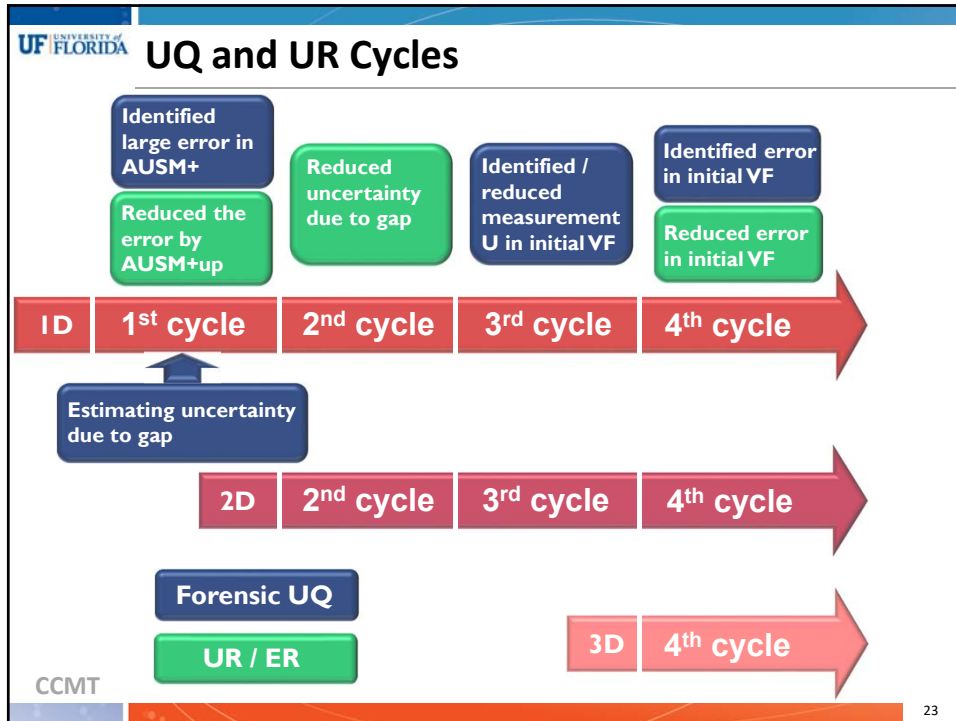 UF UNIVERSITY of FLORIDA
UQ and UR Cycles
Identified
large error in
AUSM+
Reduced the
error by
AUSM+up
Reduced
uncertainty
due to gap
Identified /
reduced
measurement
U in initial VF
Identified error
in initial VF
Reduced error
in initial VF
1D
1st cycle
2nd cycle
3rd cycle
4th cycle
Estimating uncertainty
due to gap
2D
2nd cycle
3rd cycle
4th cycle
Forensic UQ
UR / ER
3D
4th cycle
CCMT
23